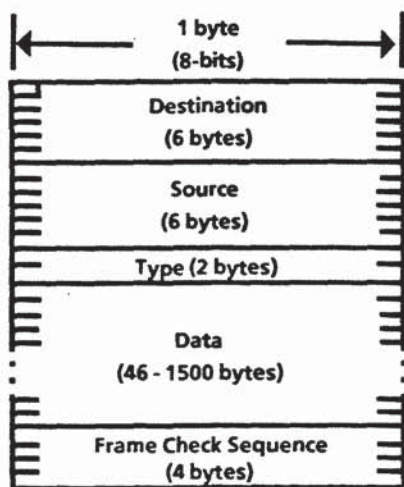 1 byte
(8-bits)
Destination
(6 bytes)
Source
(6 bytes)
Type (2 bytes)
Data
(46 - 1500 bytes)
Frame Check Sequence
(4 bytes)